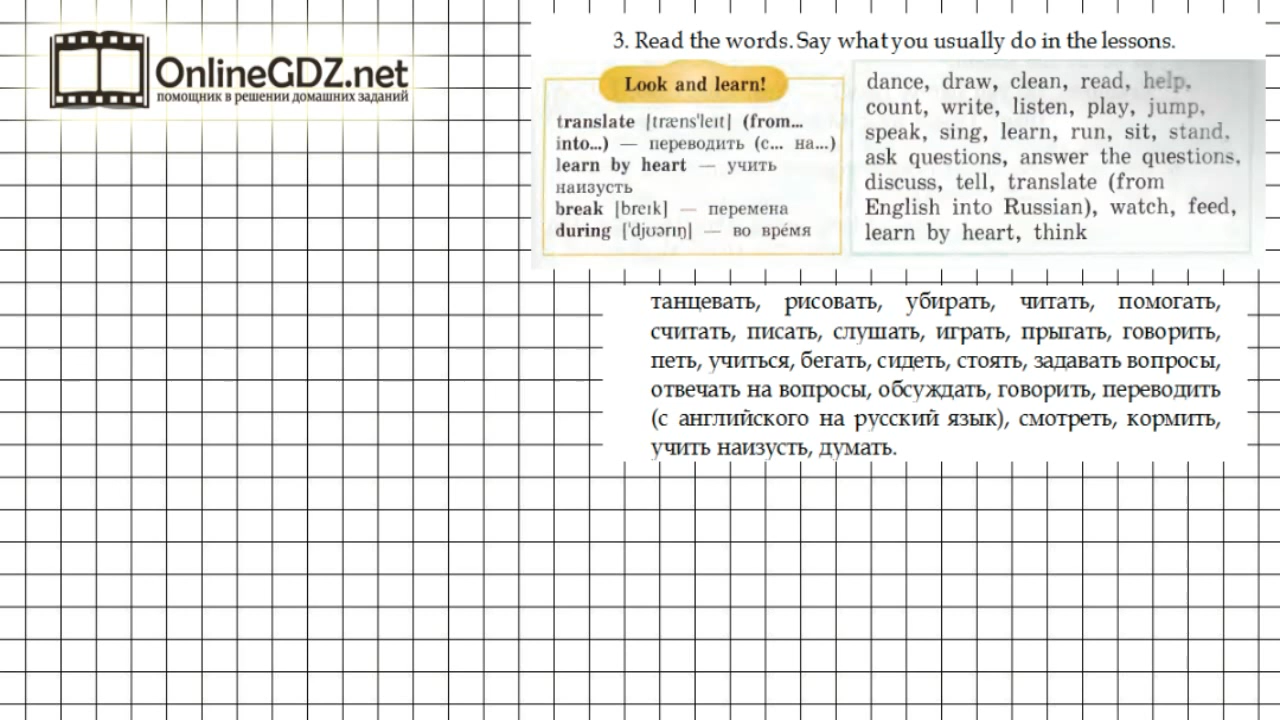 OnlineGDZ.net
помощник в решении домашних заданий
3. Read the words. Say what you usually do in the lessons.
Look and learn!
translate [træns'leɪt] (from...
into...) — переводить (с... на...)
learn by heart — учить
наизусть
break [breɪk] — перемена
during ['djʊərɪŋ] — во врéмя
dance, draw, clean, read, help,
count, write, listen, play, jump,
speak, sing, learn, run, sit, stand,
ask questions, answer the questions,
discuss, tell, translate (from
English into Russian), watch, feed,
learn by heart, think
танцевать, рисовать, убирать, читать, помогать,
считать, писать, слушать, играть, прыгать, говорить,
петь, учиться, бегать, сидеть, стоять, задавать вопросы,
отвечать на вопросы, обсуждать, говорить, переводить
(с английского на русский язык), смотреть, кормить,
учить наизусть, думать.